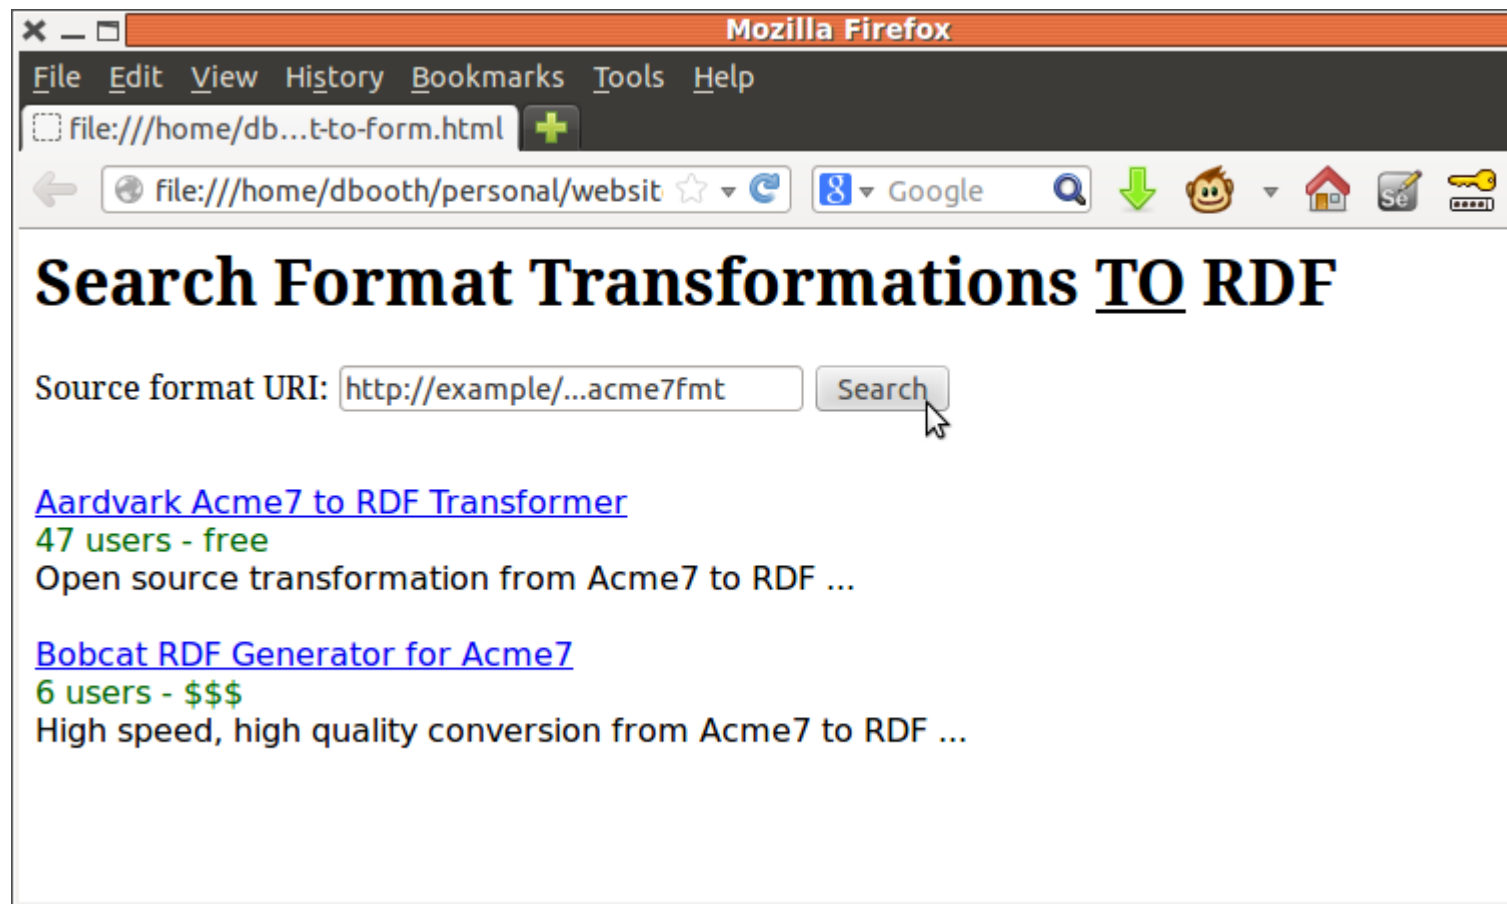 Mozilla Firefox
File Edit View History Bookmarks Tools Help
file:///home/db...t-to-form.html
file:///home/dbooth/personal/websit 8 Google Se
Search Format Transformations TO RDF
Source format URI: http://example/...acme7fmt Search
Aardvark Acme7 to RDF Transformer
47 users - free
Open source transformation from Acme7 to RDF ...
Bobcat RDF Generator for Acme7
6 users - $$$
High speed, high quality conversion from Acme7 to RDF ...